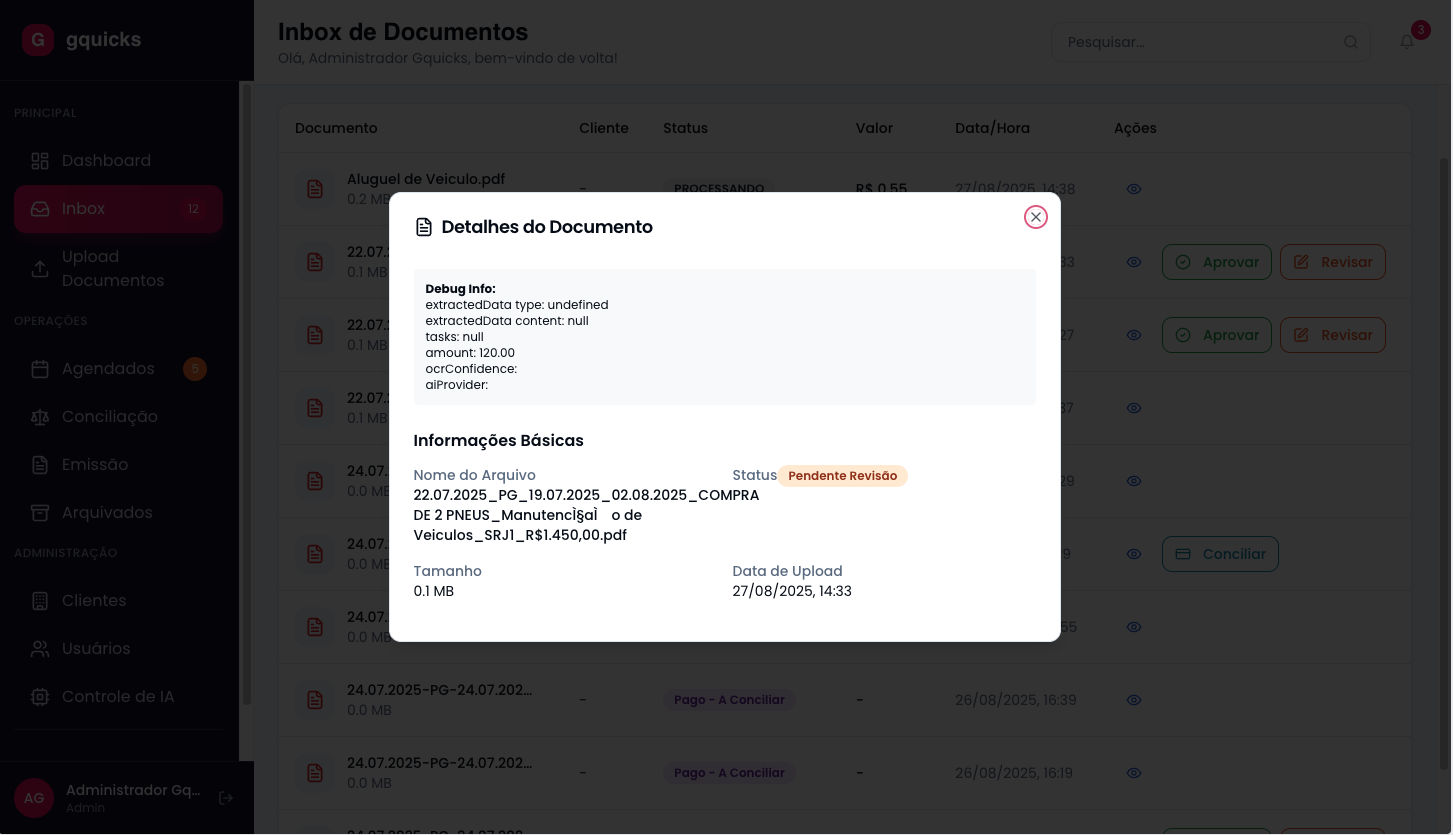 G gquicks
Inbox de Documentos
Olá, Administrador Gquicks, bem-vindo de volta!
Pesquisar...
3
PRINCIPAL
Dashboard
Inbox 12
Upload
Documentos
OPERAÇÕES
Agendados 5
Conciliação
Emissão
Arquivados
ADMINISTRAÇÃO
Clientes
Usuários
Controle de IA
AG
Administrador Gq...
Admin
Documento Cliente Status Valor Data/Hora Ações
Aluguel de Veiculo.pdf - PROCESSANDO R$ 0.55 27/08/2025, 14:38
0.2 MB
22.07.2
0.1 MB
33
Aprovar Revisar
22.07.2
0.1 MB
27
Aprovar Revisar
22.07.2
0.1 MB
37
24.07.
0.0 MB
29
24.07.
0.0 MB
9
Conciliar
24.07.
0.0 MB
55
24.07.2025-PG-24.07.202... - Pago - A Conciliar - 26/08/2025, 16:39
0.0 MB
24.07.2025-PG-24.07.202... - Pago - A Conciliar - 26/08/2025, 16:19
0.0 MB
Detalhes do Documento
Debug Info:
extractedData type: undefined
extractedData content: null
tasks: null
amount: 120.00
ocrConfidence:
aiProvider:
Informações Básicas
Nome do Arquivo
22.07.2025_PG_19.07.2025_02.08.2025_COMPRA
DE 2 PNEUS_ManutencÌ§aÌ o de
Veiculos_SRJ1_R$1.450,00.pdf
Status Pendente Revisão
Tamanho
0.1 MB
Data de Upload
27/08/2025, 14:33